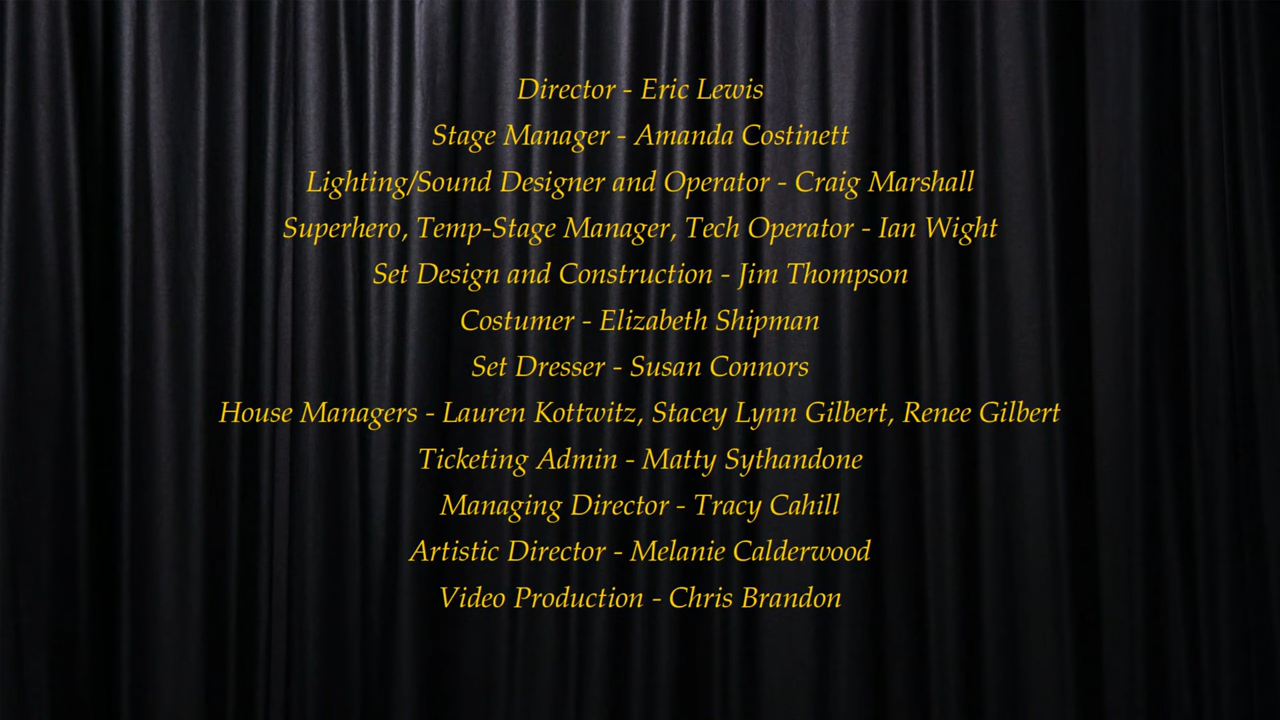 Director - Eric Lewis
Stage Manager - Amanda Costinett
Lighting/Sound Designer and Operator - Craig Marshall
Superhero, Temp-Stage Manager, Tech Operator - Ian Wight
Set Design and Construction - Jim Thompson
Costumer - Elizabeth Shipman
Set Dresser - Susan Connors
House Managers - Lauren Kottwitz, Stacey Lynn Gilbert, Renee Gilbert
Ticketing Admin - Matty Sythandone
Managing Director - Tracy Cahill
Artistic Director - Melanie Calderwood
Video Production - Chris Brandon